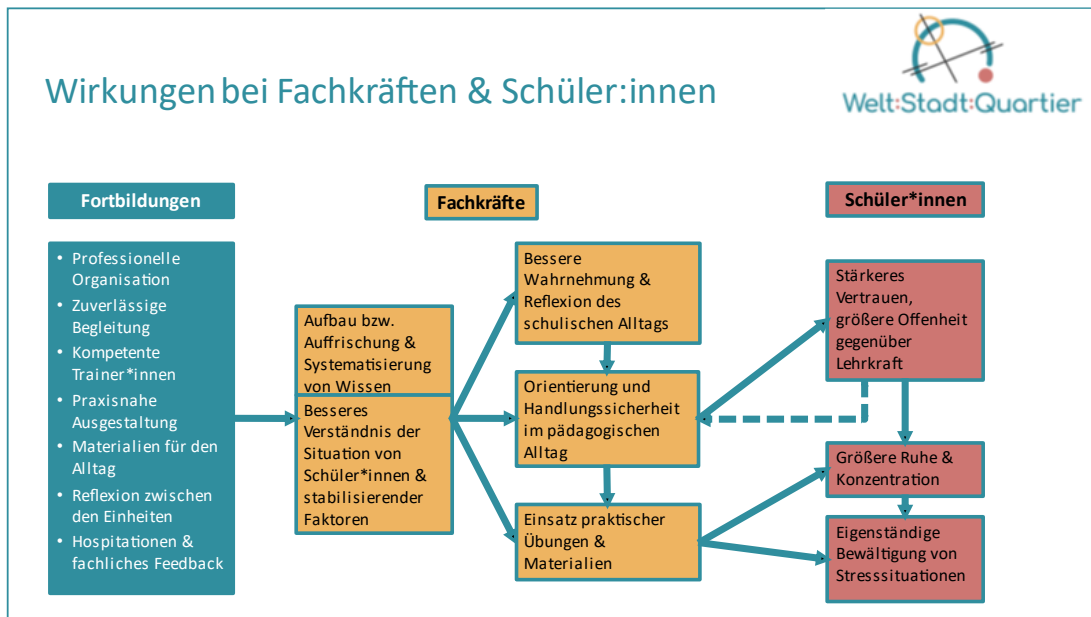 Wirkungen bei Fachkräften & Schüler:innen
Welt:Stadt:Quartier
Fortbildungen
Fachkräfte
Schüler*innen
• Professionelle
Organisation
• Zuverlässige
Begleitung
• Kompetente
Trainer*innen
• Praxisnahe
Ausgestaltung
• Materialien für den
Alltag
• Reflexion zwischen
den Einheiten
• Hospitationen &
fachliches Feedback
Aufbau bzw.
Auffrischung &
Systematisierung
von Wissen
Besseres
Verständnis der
Situation von
Schüler*innen &
stabilisierender
Faktoren
Bessere
Wahrnehmung &
Reflexion des
schulischen Alltags
Orientierung und
Handlungssicherheit
im pädagogischen
Alltag
Einsatz praktischer
Übungen &
Materialien
Stärkeres
Vertrauen,
größere Offenheit
gegenüber
Lehrkraft
Größere Ruhe &
Konzentration
Eigenständige
Bewältigung von
Stresssituationen